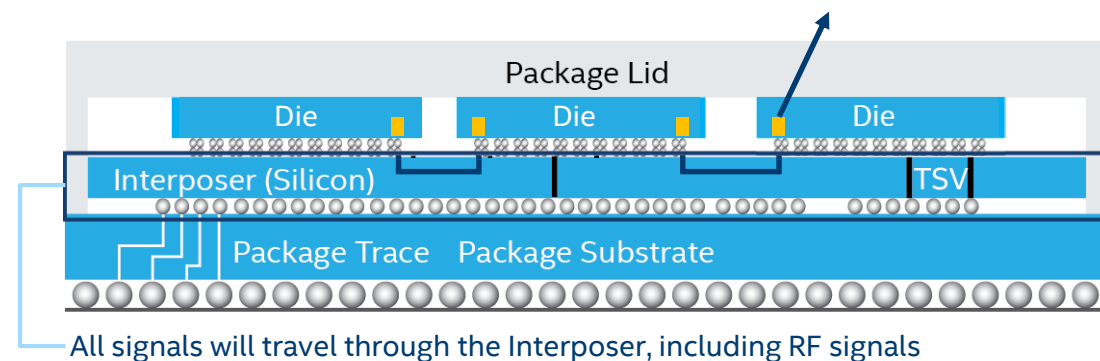 Package Lid
Die
Die
Die
Interposer (Silicon)
TSV
Package Trace
Package Substrate
All signals will travel through the Interposer, including RF signals